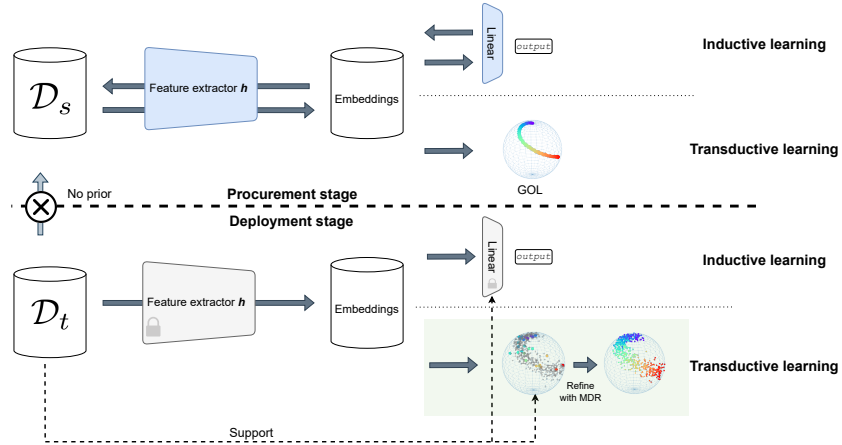 Linear
output
Inductive learning
𝒟ₛ
Feature extractor h
Embeddings
Transductive learning
GOL
No prior
Procurement stage
Deployment stage
Linear
output
Inductive learning
𝒟ₜ
Feature extractor h
Embeddings
Transductive learning
Refine
with MDR
Support